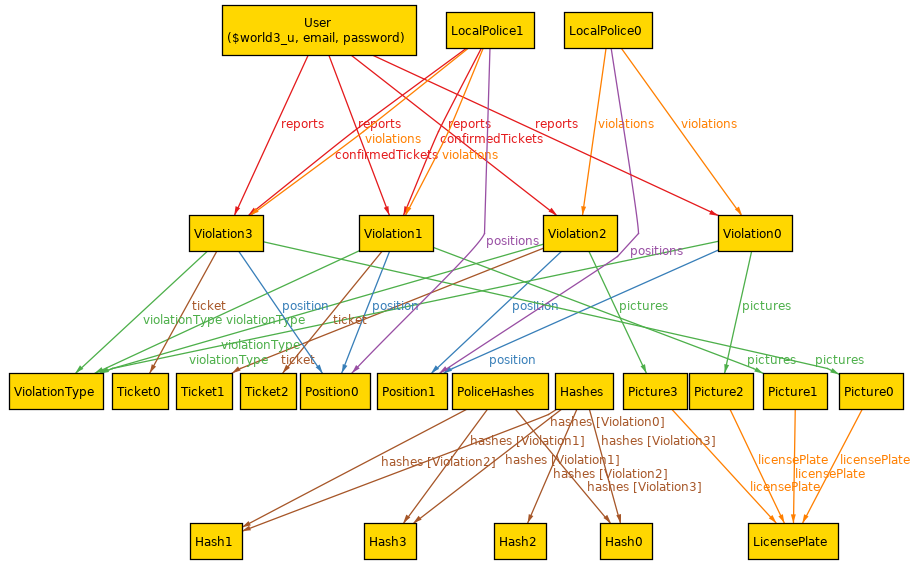 User
($world3_u, email, password)
LocalPolice1
LocalPolice0
reports
reports
reports
reports
violations
violations
violations
confirmedTickets
confirmedTickets
violations
Violation3
Violation1
Violation2
Violation0
positions
positions
ticket
position
position
position
pictures
pictures
violationType
violationType
ticket
violationType
violationType
ticket
position
pictures
pictures
ViolationType
Ticket0
Ticket1
Ticket2
Position0
Position1
PoliceHashes
Hashes
Picture3
Picture2
Picture1
Picture0
hashes [Violation0]
hashes [Violation1]
hashes [Violation3]
hashes [Violation2]
hashes [Violation1]
licensePlate
licensePlate
hashes [Violation2]
licensePlate
hashes [Violation3]
licensePlate
Hash1
Hash3
Hash2
Hash0
LicensePlate